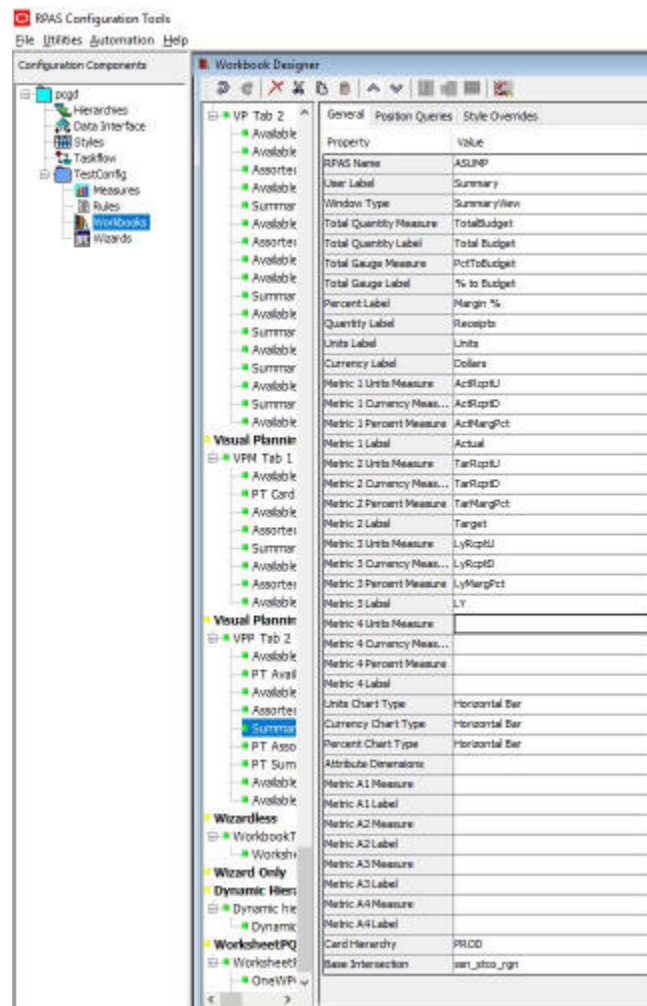 RPAS Configuration Tools
File Utilities Automation Help
Configuration Components
pcgd
Hierarchies
Data Interface
Styles
Taskflow
TestConfig
Measures
Rules
Workbooks
Wizards
Workbook Designer
VP Tab 2
Available
Available
Assorte
Available
Summar
Available
Assorte
Available
Available
Summar
Available
Summar
Available
Summar
Available
Summar
Available
Visual Plannin
VPM Tab 1
Available
PT Card
Available
Assorte
Summar
Available
Assorte
Available
Visual Plannin
VPP Tab 2
Available
PT Avail
Available
Assorte
Summar
PT Asso
PT Sum
Available
Available
Wizardless
WorkbookT
Workshe
Wizard Only
Dynamic Hier
Dynamic hie
Dynamic
WorksheetPQ
WorksheetP
OneWP
General Position Queries Style Overrides
Property Value
RPAS Name ASUMP
User Label Summary
Window Type SummaryView
Total Quantity Measure TotalBudget
Total Quantity Label Total Budget
Total Gauge Measure PctToBudget
Total Gauge Label % to Budget
Percent Label Margin %
Quantity Label Receipts
Units Label Units
Currency Label Dollars
Metric 1 Units Measure ActRcptU
Metric 1 Currency Meas... ActRcptD
Metric 1 Percent Measure ActMargPct
Metric 1 Label Actual
Metric 2 Units Measure TarRcptU
Metric 2 Currency Meas... TarRcptD
Metric 2 Percent Measure TarMargPct
Metric 2 Label Target
Metric 3 Units Measure LyRcptU
Metric 3 Currency Meas... LyRcptD
Metric 3 Percent Measure LyMargPct
Metric 3 Label LY
Metric 4 Units Measure
Metric 4 Currency Meas...
Metric 4 Percent Measure
Metric 4 Label
Units Chart Type Horizontal Bar
Currency Chart Type Horizontal Bar
Percent Chart Type Horizontal Bar
Attribute Dimensions
Metric A1 Measure
Metric A1 Label
Metric A2 Measure
Metric A2 Label
Metric A3 Measure
Metric A3 Label
Metric A4 Measure
Metric A4 Label
Card Hierarchy PROD
Base Intersection